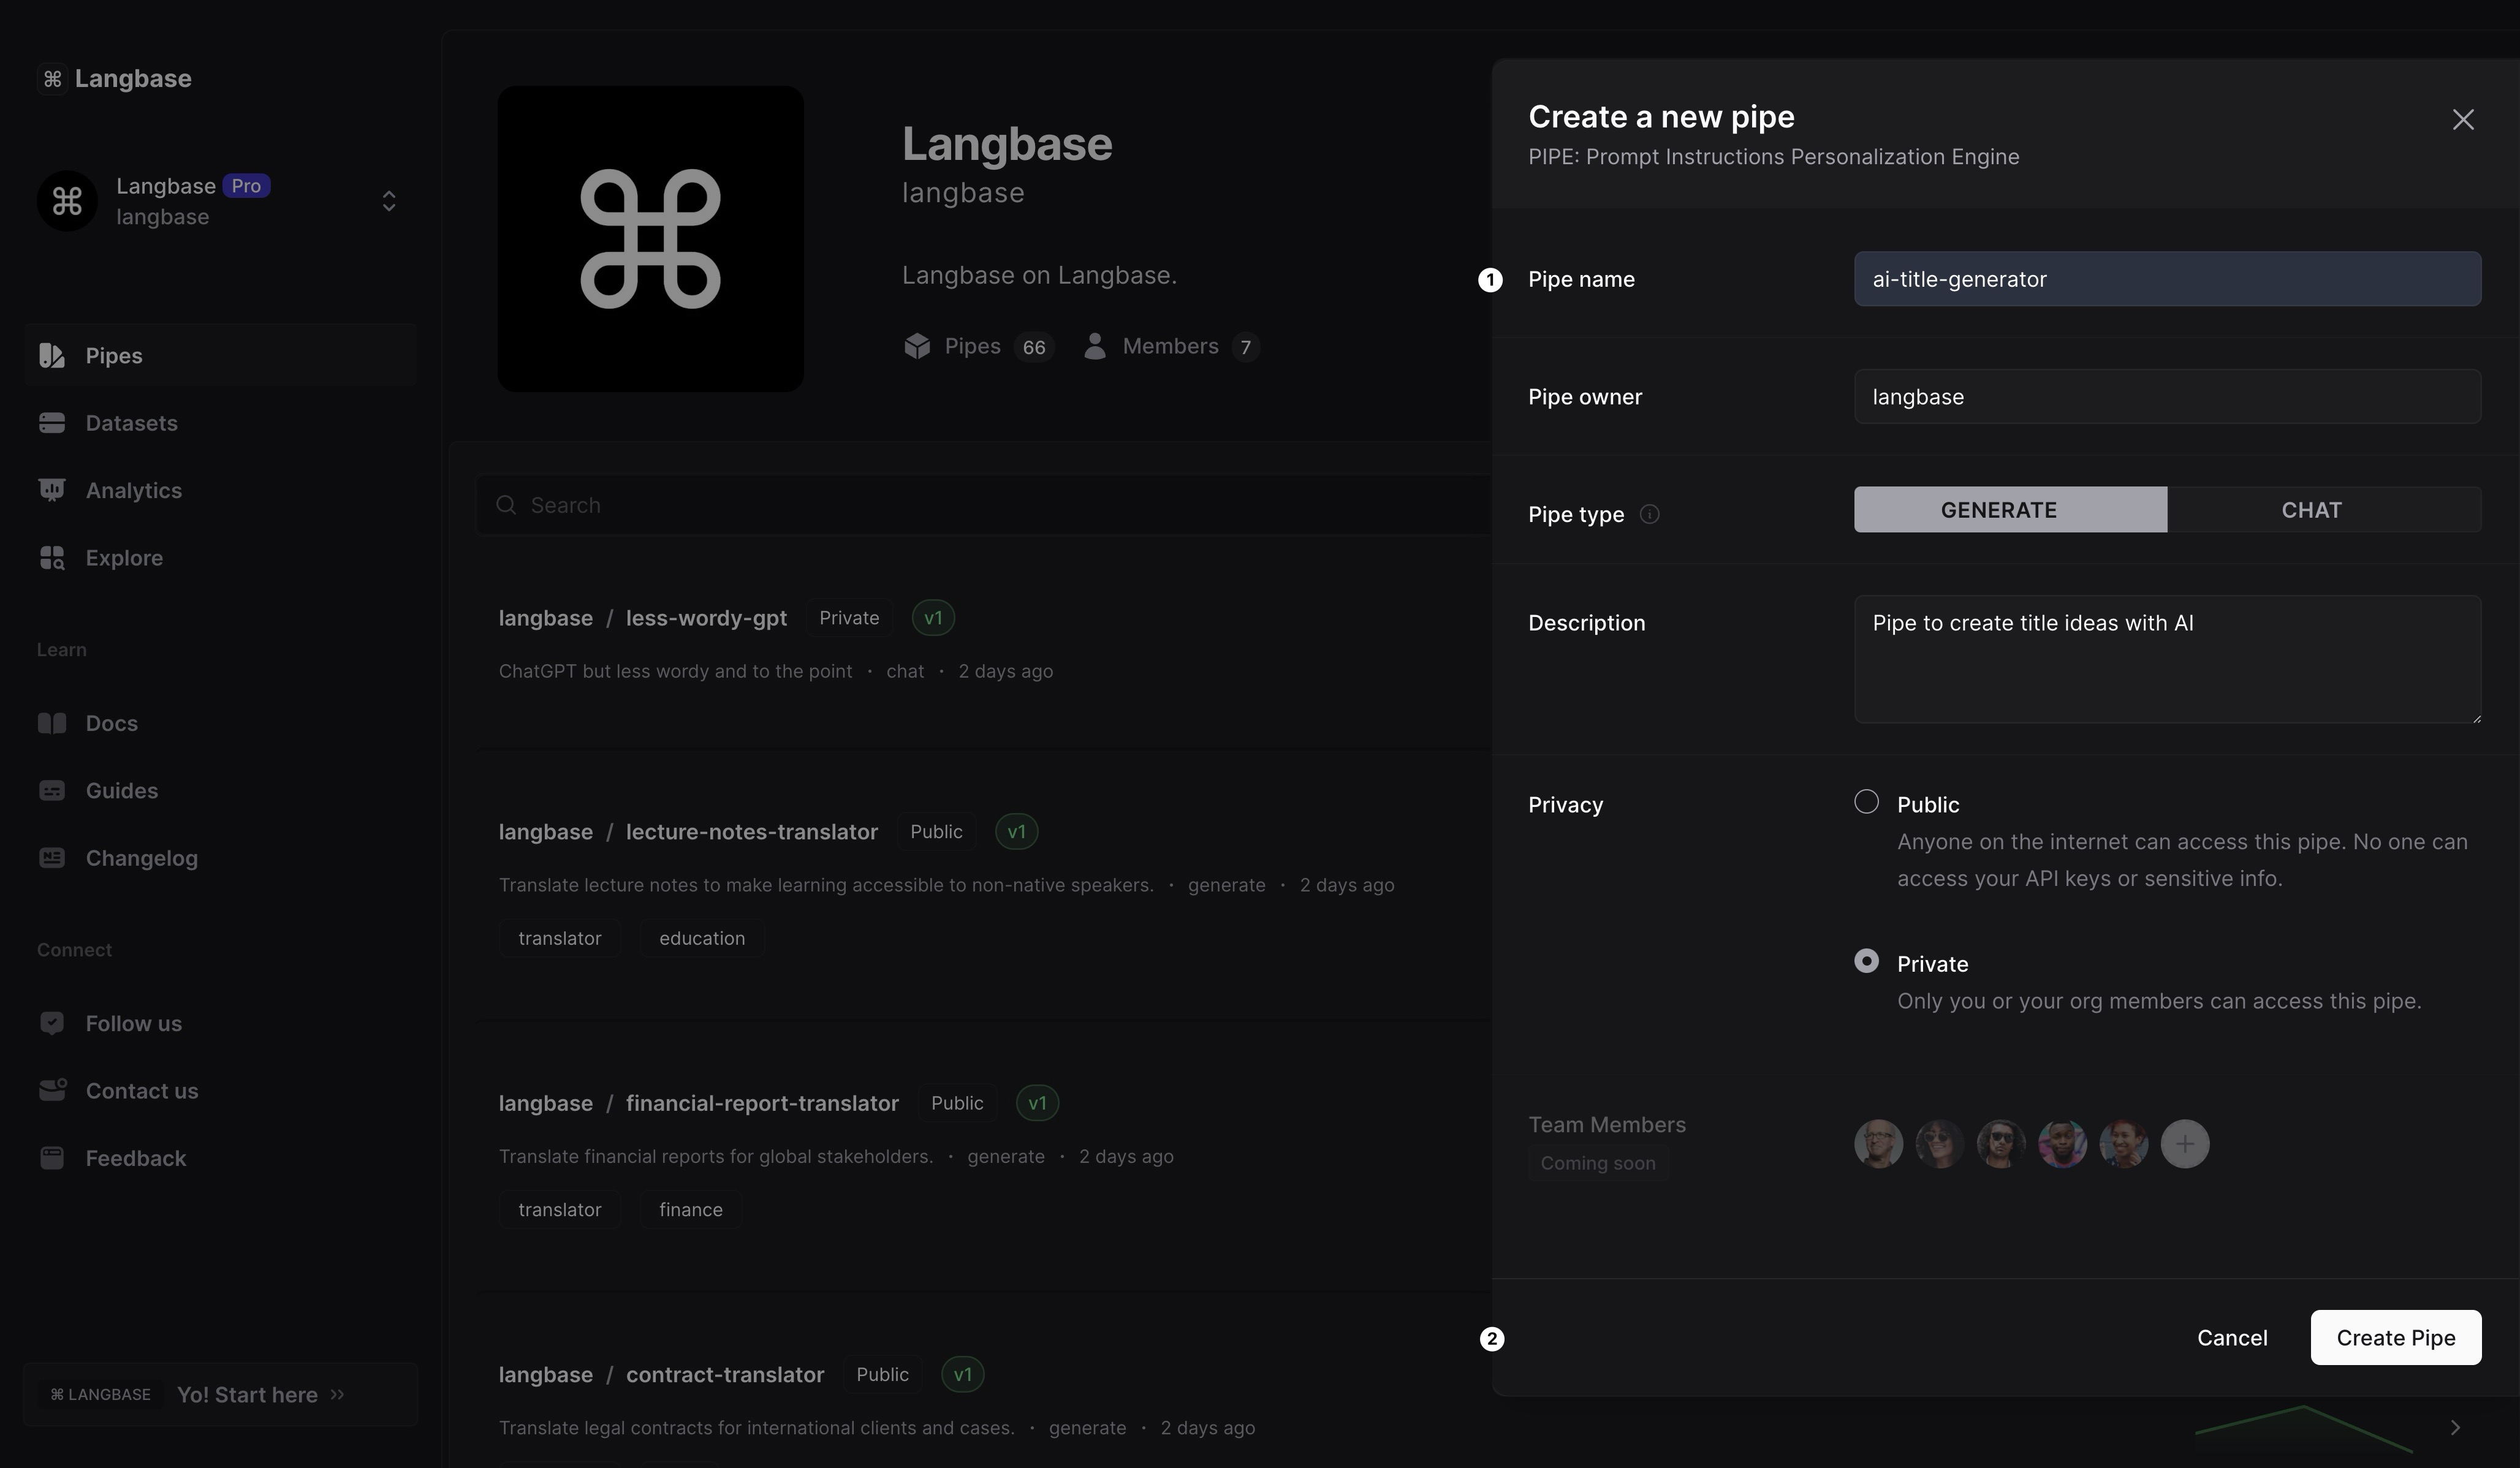 ⌘ Langbase
Langbase Pro
langbase
Pipes
Datasets
Analytics
Explore
Learn
Docs
Guides
Changelog
Connect
Follow us
Contact us
Feedback
⌘ LANGBASE Yo! Start here »
Langbase
langbase
Langbase on Langbase.
Pipes 66 Members 7
Search
langbase / less-wordy-gpt Private v1
ChatGPT but less wordy and to the point · chat · 2 days ago
langbase / lecture-notes-translator Public v1
Translate lecture notes to make learning accessible to non-native speakers. · generate · 2 days ago
translator education
langbase / financial-report-translator Public v1
Translate financial reports for global stakeholders. · generate · 2 days ago
translator finance
langbase / contract-translator Public v1
Translate legal contracts for international clients and cases. · generate · 2 days ago
Create a new pipe
PIPE: Prompt Instructions Personalization Engine
1 Pipe name ai-title-generator
Pipe owner langbase
Pipe type GENERATE CHAT
Description Pipe to create title ideas with AI
Privacy Public
Anyone on the internet can access this pipe. No one can
access your API keys or sensitive info.
Private
Only you or your org members can access this pipe.
Team Members
Coming soon
2 Cancel Create Pipe